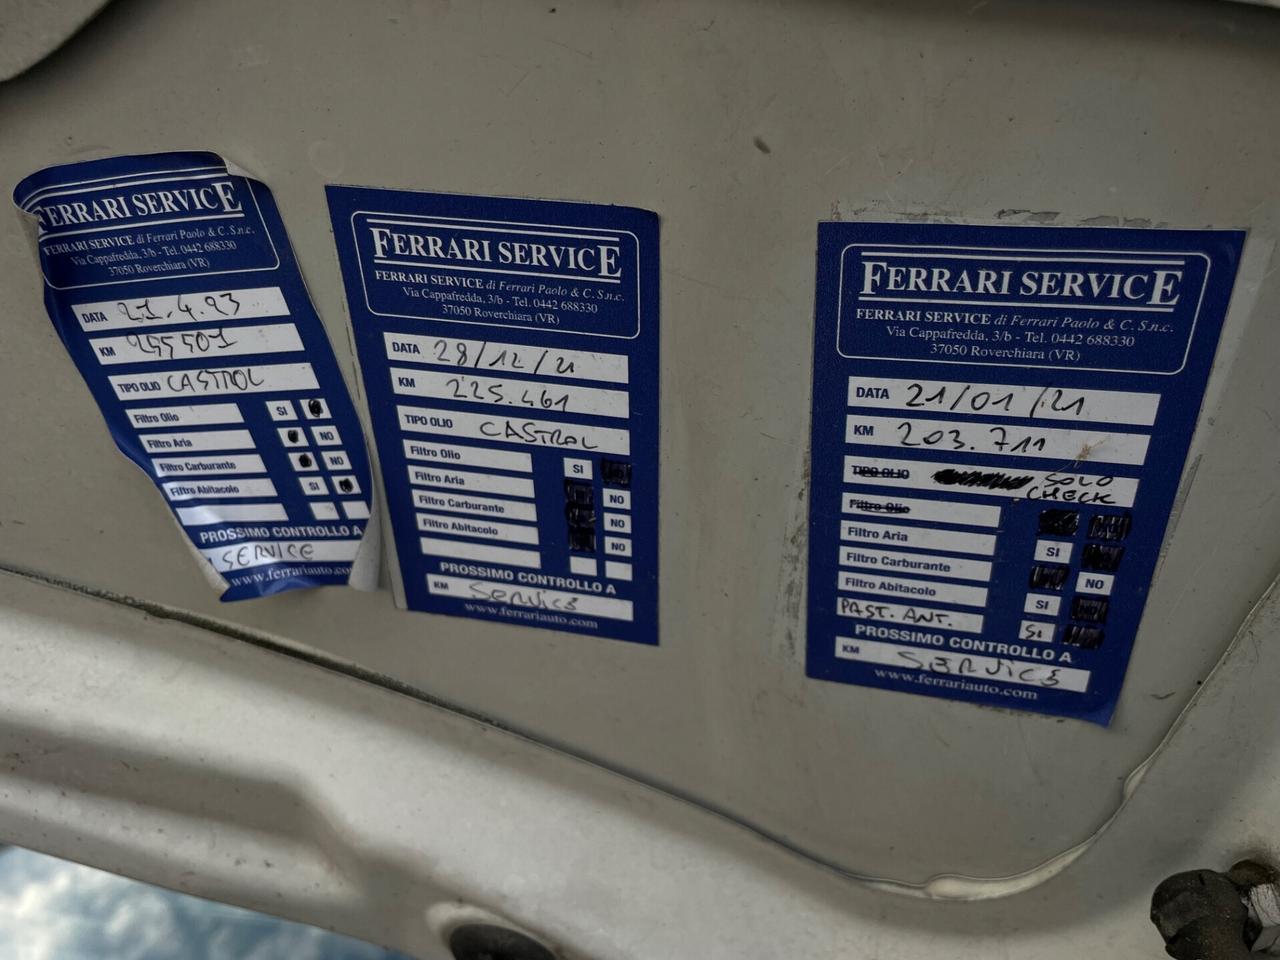 FERRARI SERVICE
FERRARI SERVICE di Ferrari Paolo & C. S.n.c.
Via Cappafredda, 3/b - Tel. 0442 688330
37050 Roverchiara (VR)
DATA 21.4.23
KM 255501
TIPO OLIO CASTROL
Filtro Olio SI
Filtro Aria NO
Filtro Carburante NO
Filtro Abitacolo SI
PROSSIMO CONTROLLO A
SERVICE
www.ferrariauto.com
FERRARI SERVICE
FERRARI SERVICE di Ferrari Paolo & C. S.n.c.
Via Cappafredda, 3/b - Tel. 0442 688330
37050 Roverchiara (VR)
DATA 28/12/21
KM 225.461
TIPO OLIO CASTROL
Filtro Olio SI
Filtro Aria NO
Filtro Carburante NO
Filtro Abitacolo NO
PROSSIMO CONTROLLO A
KM SERVICE
www.ferrariauto.com
FERRARI SERVICE
FERRARI SERVICE di Ferrari Paolo & C. S.n.c.
Via Cappafredda, 3/b - Tel. 0442 688330
37050 Roverchiara (VR)
DATA 21/01/21
KM 203.711
TIPO OLIO SOLO
CHECK
Filtro Olio
Filtro Aria SI
Filtro Carburante NO
Filtro Abitacolo SI
PAST. ANT. SI
PROSSIMO CONTROLLO A
KM SERVICE
www.ferrariauto.com